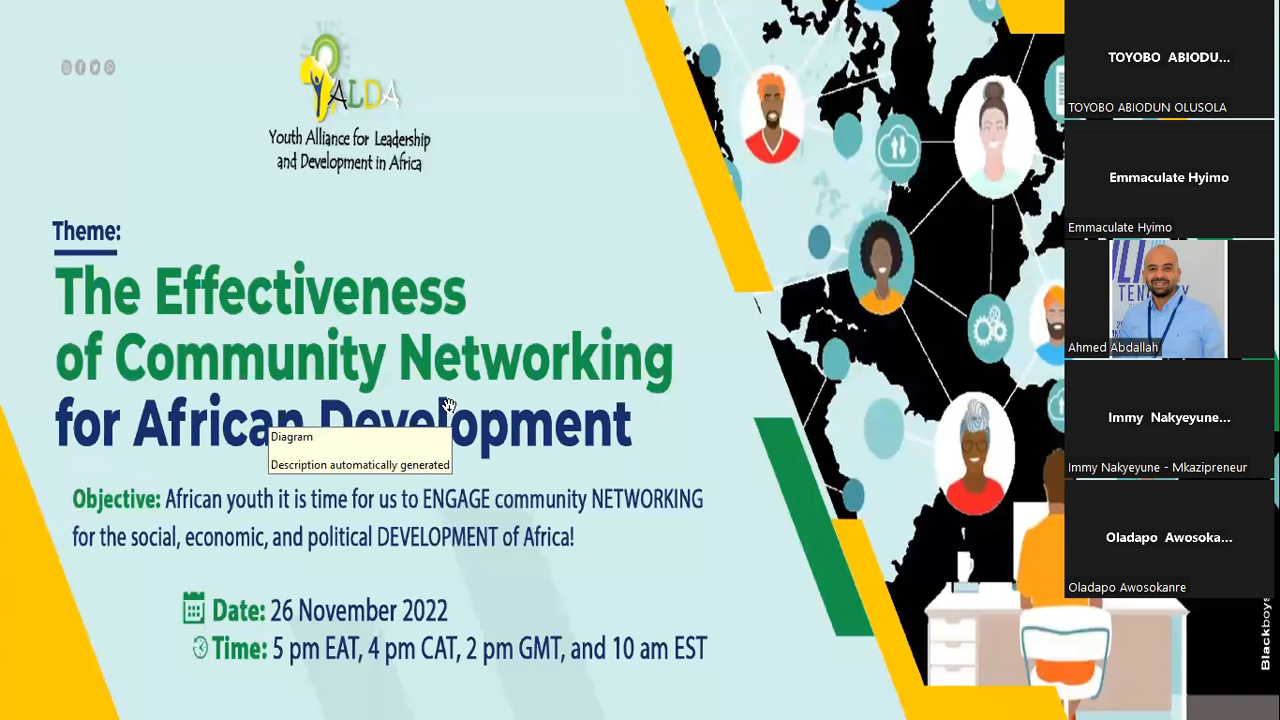 YALDA
Youth Alliance for Leadership
and Development in Africa
Theme:
The Effectiveness
of Community Networking
for African Development
Diagram
Description automatically generated
Objective: African youth it is time for us to ENGAGE community NETWORKING
for the social, economic, and political DEVELOPMENT of Africa!
Date: 26 November 2022
Time: 5 pm EAT, 4 pm CAT, 2 pm GMT, and 10 am EST
TOYOBO ABIODU...
TOYOBO ABIODUN OLUSOLA
Emmaculate Hyimo
Emmaculate Hyimo
Ahmed Abdallah
Immy Nakyeyune...
Immy Nakyeyune - Mkazipreneur
Oladapo Awosoka...
Oladapo Awosokanre
Blackboys